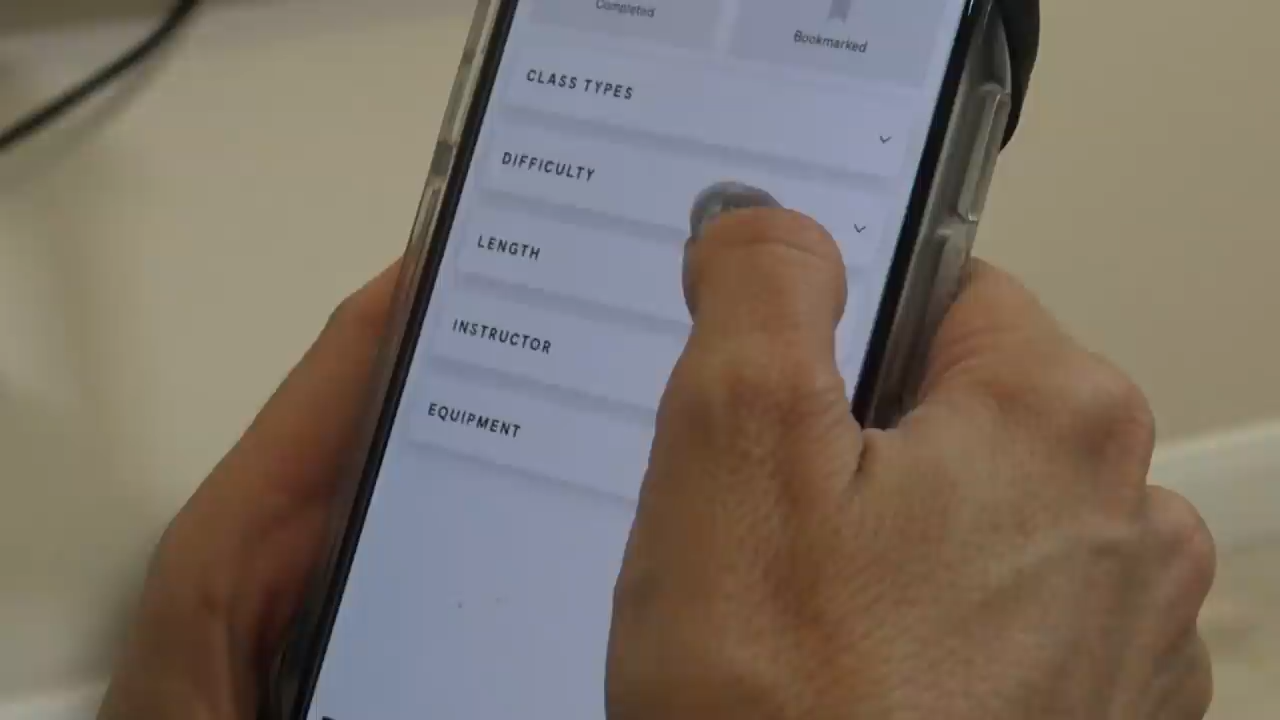 Completed
Bookmarked
CLASS TYPES
DIFFICULTY
LENGTH
INSTRUCTOR
EQUIPMENT